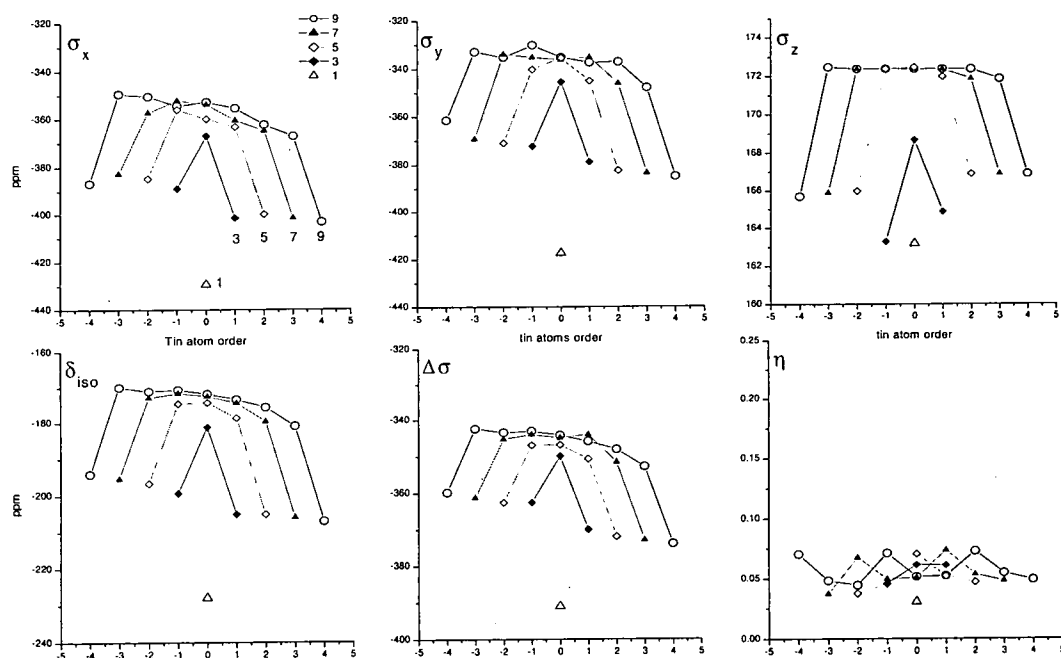 σx
ppm
-320
-340
-360
-380
-400
-420
-440
9
7
5
3
1
3 5 7 9
1
-5 -4 -3 -2 -1 0 1 2 3 4 5
Tin atom order
σy
-320
-340
-360
-380
-400
-420
-440
-5 -4 -3 -2 -1 0 1 2 3 4 5
tin atoms order
σz
174
172
170
168
166
164
162
160
-5 -4 -3 -2 -1 0 1 2 3 4 5
tin atom order
δiso
ppm
-160
-180
-200
-220
-240
-5 -4 -3 -2 -1 0 1 2 3 4 5
Δσ
-320
-340
-360
-380
-400
-5 -4 -3 -2 -1 0 1 2 3 4 5
η
0.25
0.20
0.15
0.10
0.05
0.00
-5 -4 -3 -2 -1 0 1 2 3 4 5